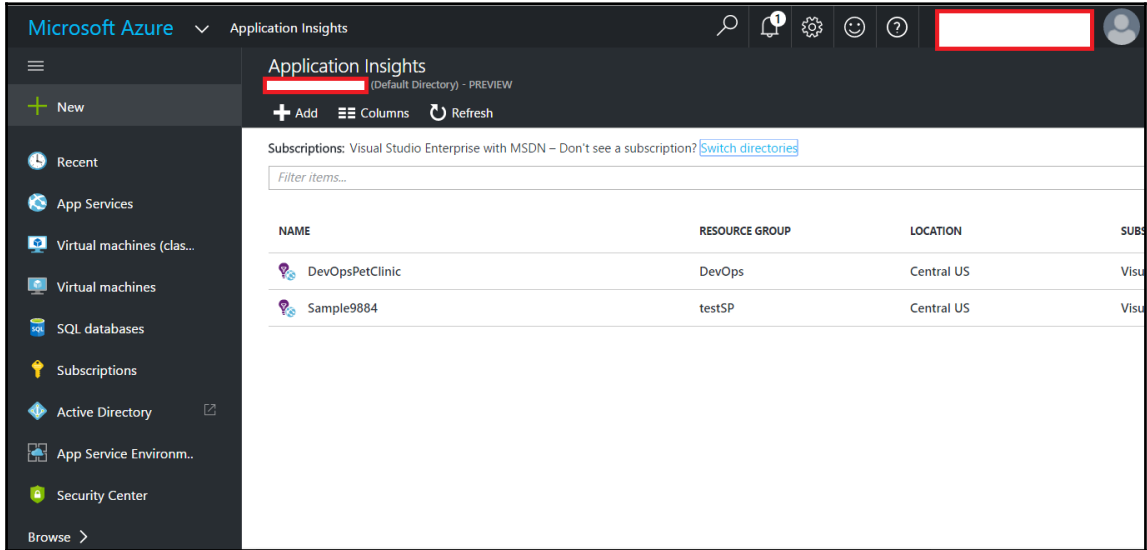 Microsoft Azure Application Insights 1
Application Insights
(Default Directory) - PREVIEW
New
Add Columns Refresh
Subscriptions: Visual Studio Enterprise with MSDN – Don't see a subscription? Switch directories
Recent
Filter items...
App Services
NAME RESOURCE GROUP LOCATION SUBS
Virtual machines (clas...
DevOpsPetClinic DevOps Central US Visu
Virtual machines
Sample9884 testSP Central US Visu
SQL databases
SQL
Subscriptions
Active Directory
App Service Environm..
Security Center
Browse >